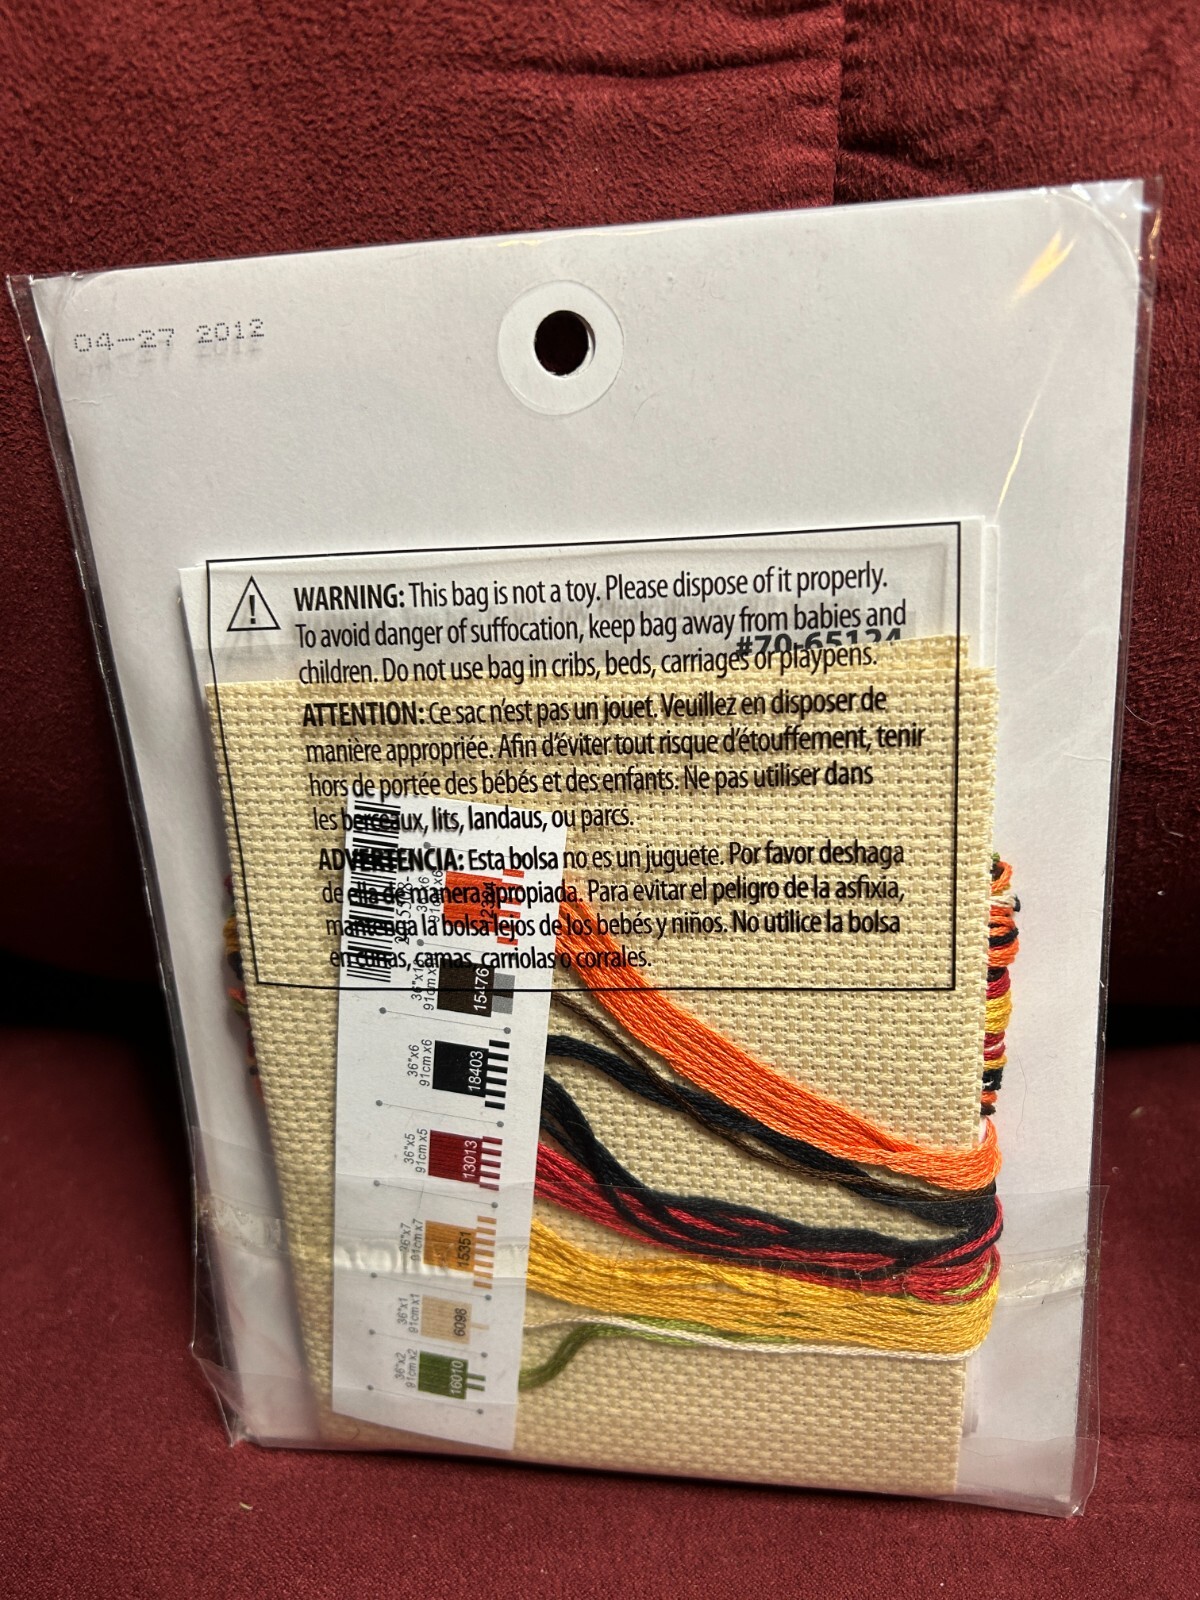 04-27 2012
WARNING: This bag is not a toy. Please dispose of it properly.
To avoid danger of suffocation, keep bag away from babies and
#70-65124
children. Do not use bag in cribs, beds, carriages or playpens.
ATTENTION: Ce sac n'est pas un jouet. Veuillez en disposer de
manière appropriée. Afin d'éviter tout risque d'étouffement, tenir
hors de portée des bébés et des enfants. Ne pas utiliser dans
les berceaux, lits, landaus, ou parcs.
ADVERTENCIA: Esta bolsa no es un juguete. Por favor deshaga
de ella de manera apropiada. Para evitar el peligro de la asfixia,
mantenga la bolsa lejos de los bebés y niños. No utilice la bolsa
en cunas, camas, carriolas o corrales.
36"x6
91cm x6
15476
36"x6
91cm x6
18403
36"x5
91cm x5
13013
36"x7
91cm x7
15351
36"x1
91cm x1
6098
36"x2
91cm x2
16010